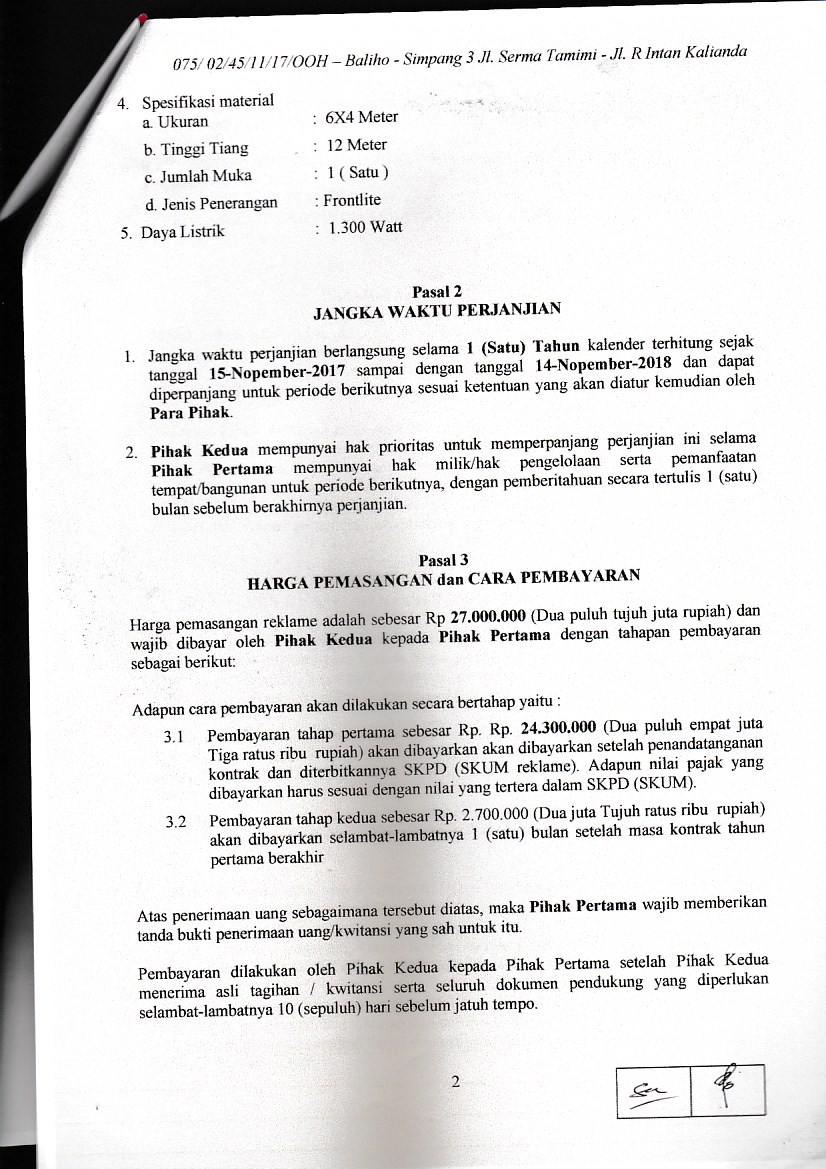 075/ 02/45/11/17/OOH – Baliho - Simpang 3 Jl. Serma Tamimi - Jl. R Intan Kalianda
4. Spesifikasi material
a. Ukuran : 6X4 Meter
b. Tinggi Tiang : 12 Meter
c. Jumlah Muka : 1 ( Satu )
d. Jenis Penerangan : Frontlite
5. Daya Listrik : 1.300 Watt
Pasal 2
JANGKA WAKTU PERJANJIAN
1. Jangka waktu perjanjian berlangsung selama 1 (Satu) Tahun kalender terhitung sejak
tanggal 15-Nopember-2017 sampai dengan tanggal 14-Nopember-2018 dan dapat
diperpanjang untuk periode berikutnya sesuai ketentuan yang akan diatur kemudian oleh
Para Pihak.
2. Pihak Kedua mempunyai hak prioritas untuk memperpanjang perjanjian ini selama
Pihak Pertama mempunyai hak milik/hak pengelolaan serta pemanfaatan
tempat/bangunan untuk periode berikutnya, dengan pemberitahuan secara tertulis 1 (satu)
bulan sebelum berakhirnya perjanjian.
Pasal 3
HARGA PEMASANGAN dan CARA PEMBAYARAN
Harga pemasangan reklame adalah sebesar Rp 27.000.000 (Dua puluh tujuh juta rupiah) dan
wajib dibayar oleh Pihak Kedua kepada Pihak Pertama dengan tahapan pembayaran
sebagai berikut:
Adapun cara pembayaran akan dilakukan secara bertahap yaitu :
3.1 Pembayaran tahap pertama sebesar Rp. Rp. 24.300.000 (Dua puluh empat juta
Tiga ratus ribu rupiah) akan dibayarkan akan dibayarkan setelah penandatanganan
kontrak dan diterbitkannya SKPD (SKUM reklame). Adapun nilai pajak yang
dibayarkan harus sesuai dengan nilai yang tertera dalam SKPD (SKUM).
3.2 Pembayaran tahap kedua sebesar Rp. 2.700.000 (Dua juta Tujuh ratus ribu rupiah)
akan dibayarkan selambat-lambatnya 1 (satu) bulan setelah masa kontrak tahun
pertama berakhir
Atas penerimaan uang sebagaimana tersebut diatas, maka Pihak Pertama wajib memberikan
tanda bukti penerimaan uang/kwitansi yang sah untuk itu.
Pembayaran dilakukan oleh Pihak Kedua kepada Pihak Pertama setelah Pihak Kedua
menerima asli tagihan / kwitansi serta seluruh dokumen pendukung yang diperlukan
selambat-lambatnya 10 (sepuluh) hari sebelum jatuh tempo.
2